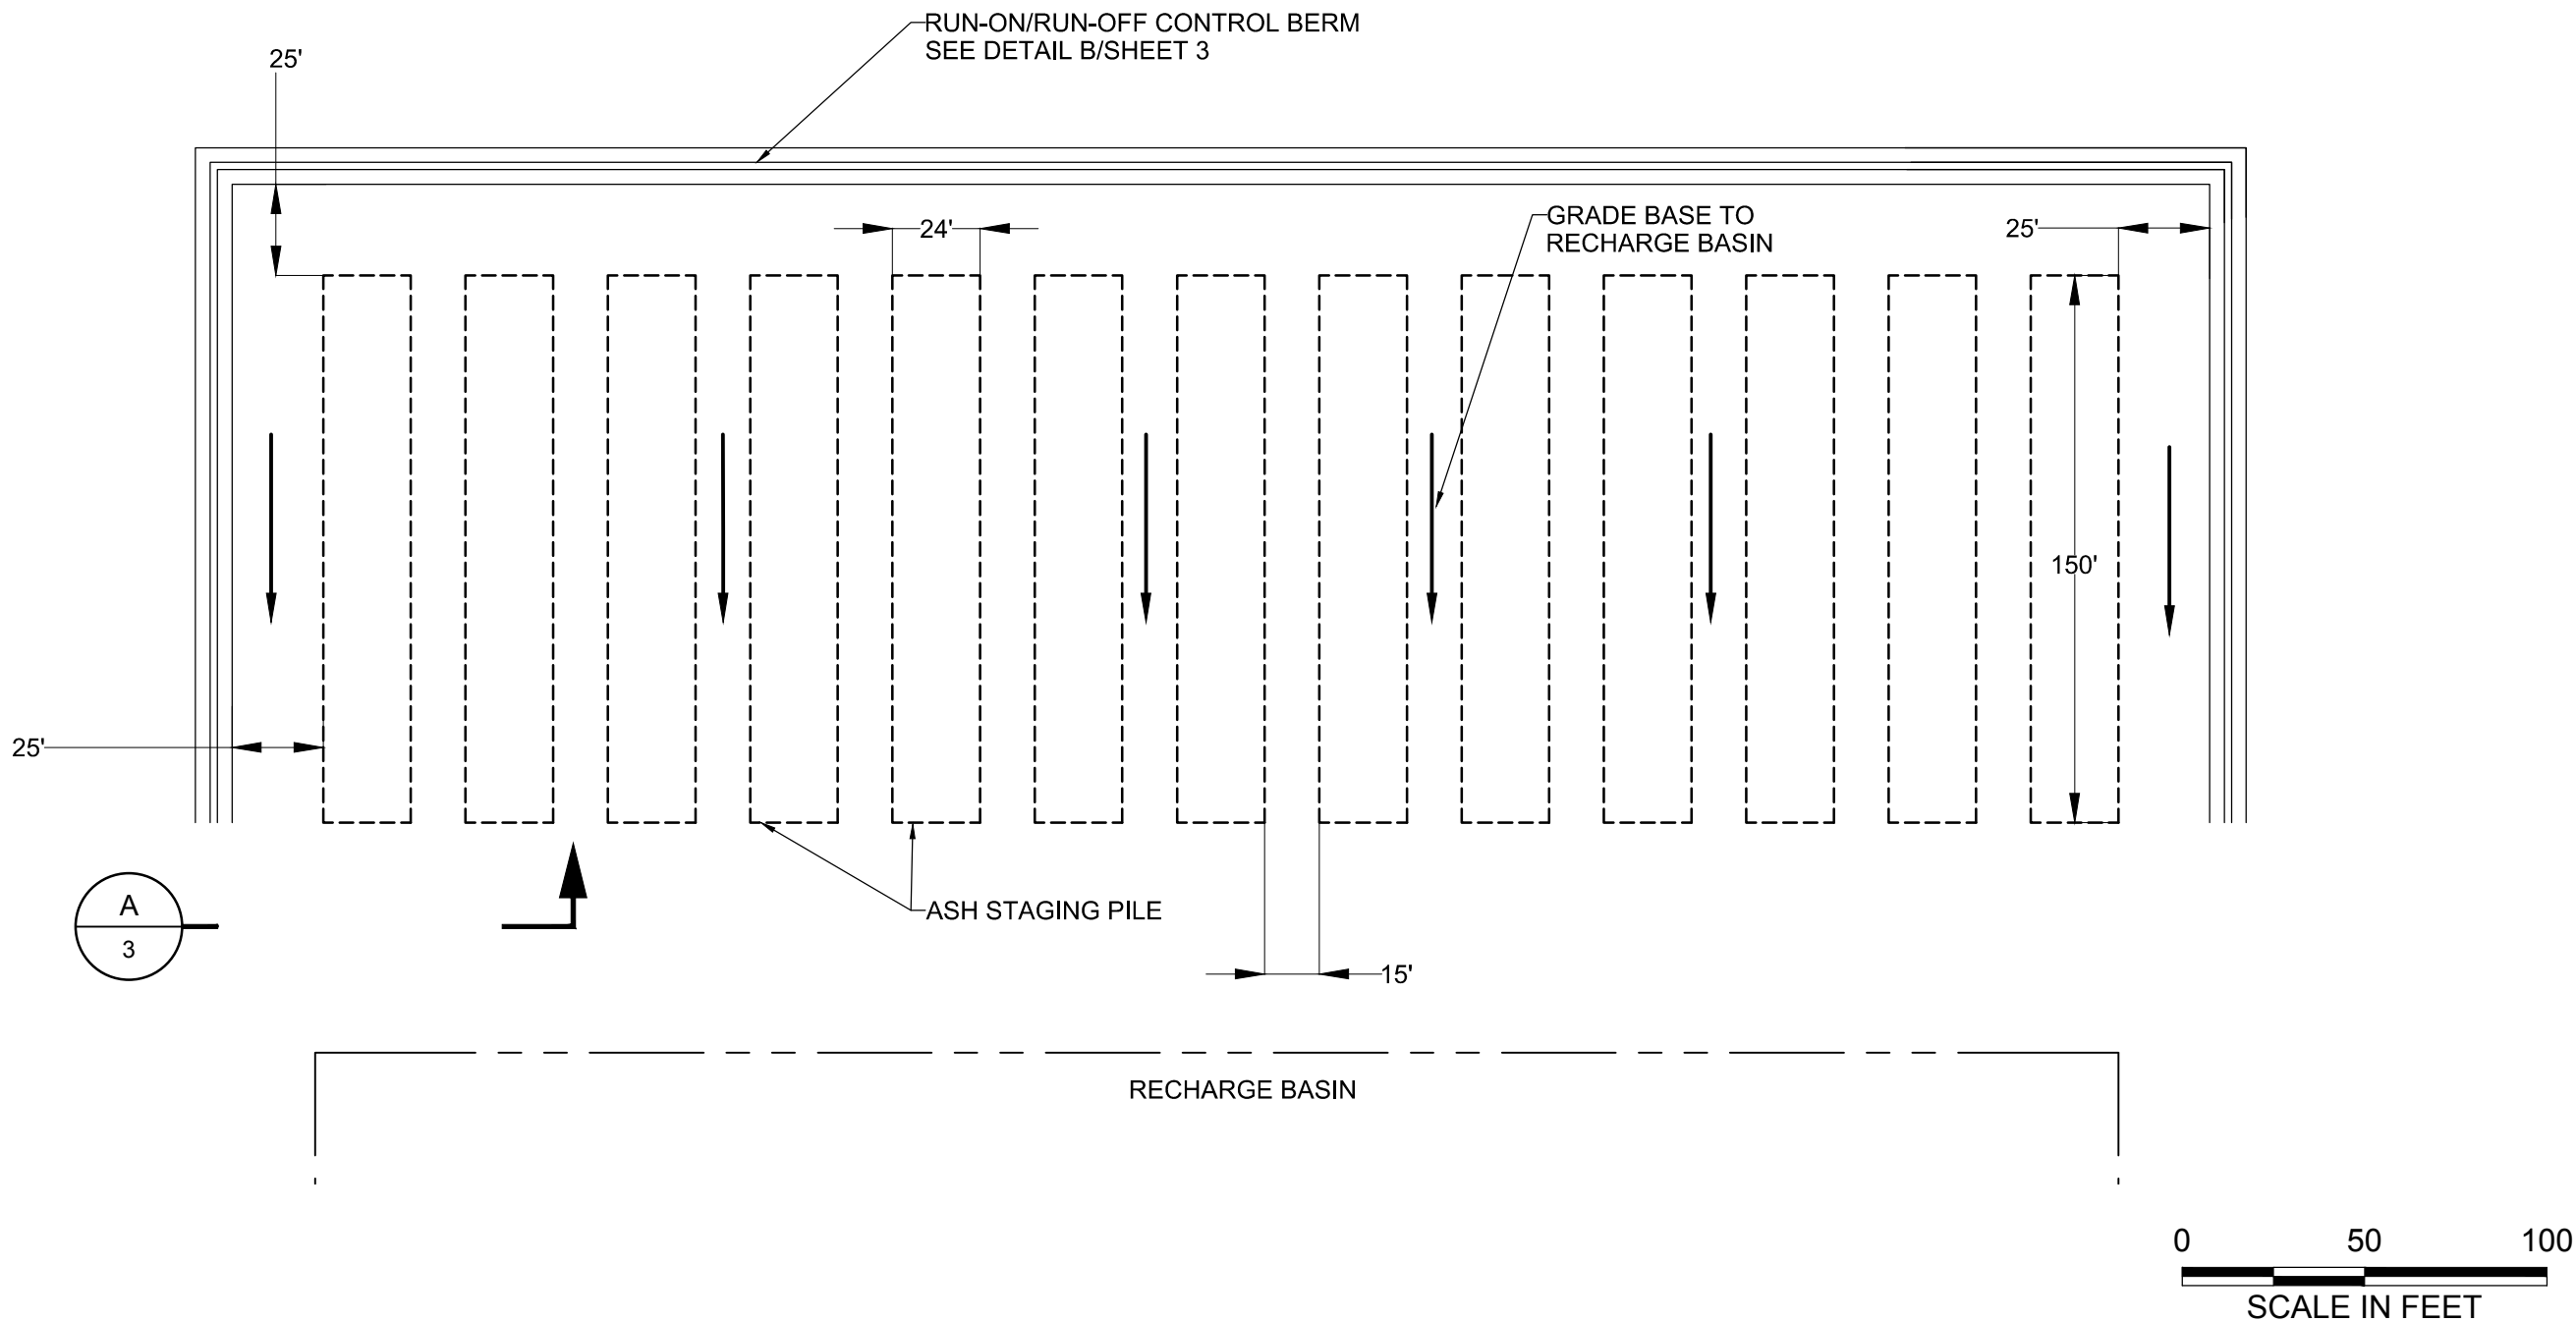 RUN-ON/RUN-OFF CONTROL BERM
SEE DETAIL B/SHEET 3
25'
24'
GRADE BASE TO
RECHARGE BASIN
25'
150'
25'
A
3
ASH STAGING PILE
15'
RECHARGE BASIN
0 50 100
SCALE IN FEET